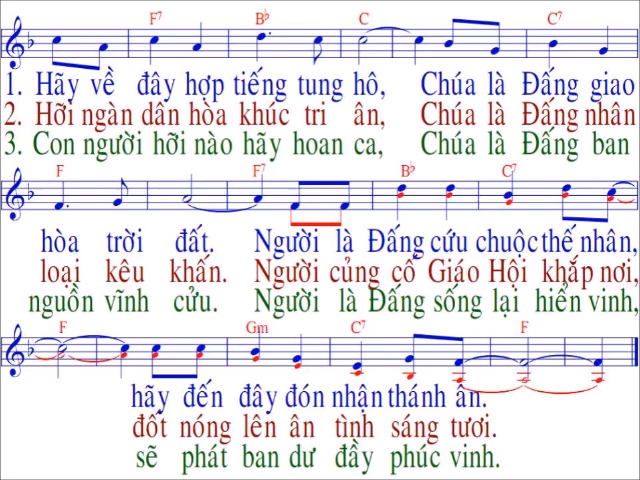 F7 Bb C C7
1. Hãy về đây hợp tiếng tung hô, Chúa là Đấng giao
2. Hỡi ngàn dân hòa khúc tri ân, Chúa là Đấng nhân
3. Con người hỡi nào hãy hoan ca, Chúa là Đấng ban
F F7 Bb C7
hòa trời đất. Người là Đấng cứu chuộc thế nhân,
loại kêu khấn. Người củng cố Giáo Hội khắp nơi,
nguồn vĩnh cửu. Người là Đấng sống lại hiển vinh,
F Gm C7 F
hãy đến đây đón nhận thánh ân.
đốt nóng lên ân tình sáng tươi.
sẽ phát ban dư đầy phúc vinh.